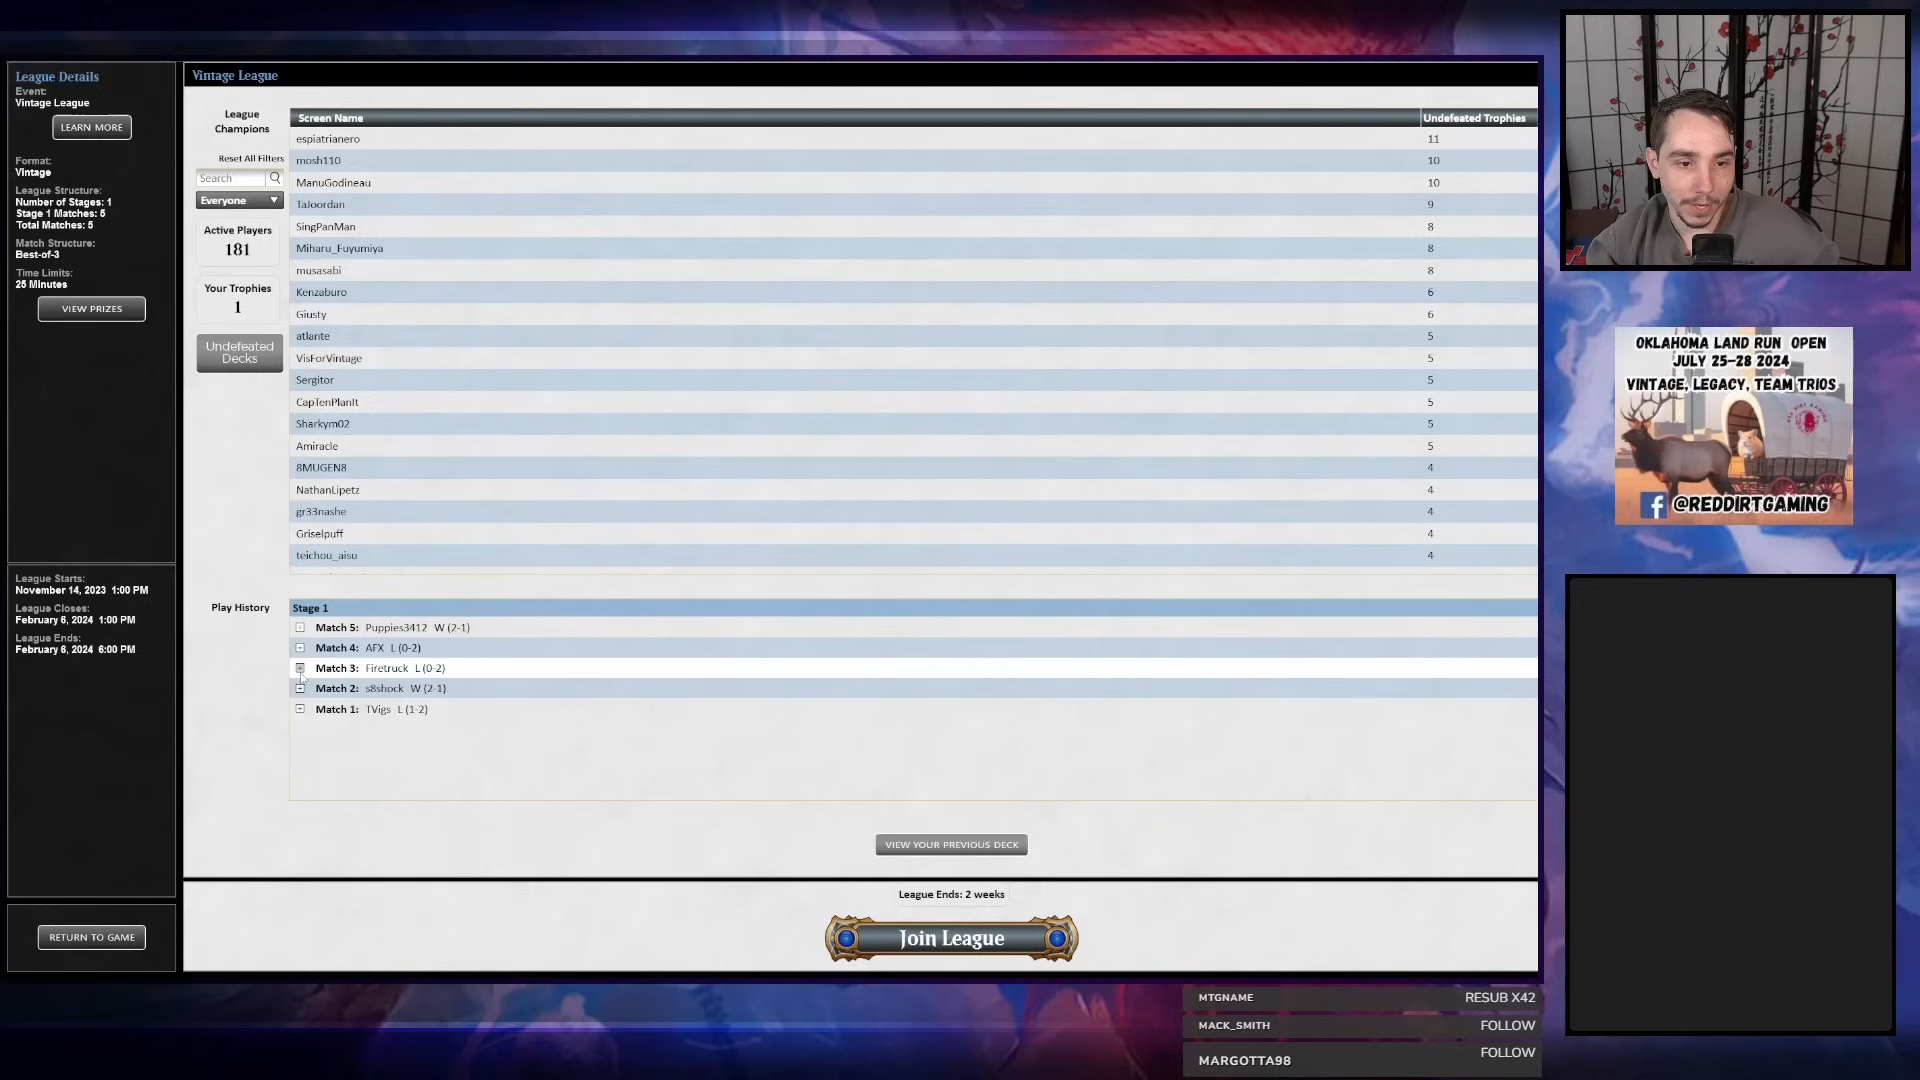 League Details
Event:
Vintage League
LEARN MORE
Format:
Vintage
League Structure:
Number of Stages: 1
Stage 1 Matches: 5
Total Matches: 5
Match Structure:
Best-of-3
Time Limits:
25 Minutes
VIEW PRIZES
League Starts:
November 14, 2023 1:00 PM
League Closes:
February 6, 2024 1:00 PM
League Ends:
February 6, 2024 6:00 PM
RETURN TO GAME
Vintage League
League
Champions
Reset All Filters
Search
Everyone
Active Players
181
Your Trophies
1
Undefeated
Decks
Screen Name Undefeated Trophies
espiatrianero 11
mosh110 10
ManuGodineau 10
TaJoordan 9
SingPanMan 8
Miharu_Fuyumiya 8
musasabi 8
Kenzaburo 6
Giusty 6
atlante 5
VisForVintage 5
Sergitor 5
CapTenPlanIt 5
Sharkym02 5
Amiracle 5
8MUGEN8 4
NathanLipetz 4
gr33nashe 4
Griselpuff 4
teichou_aisu 4
Play History
Stage 1
Match 5: Puppies3412 W (2-1)
Match 4: AFX L (0-2)
Match 3: Firetruck L (0-2)
Match 2: s8shock W (2-1)
Match 1: TVigs L (1-2)
VIEW YOUR PREVIOUS DECK
League Ends: 2 weeks
Join League
OKLAHOMA LAND RUN OPEN
JULY 25-28 2024
VINTAGE, LEGACY, TEAM TRIOS
@REDDIRTGAMING
MTGNAME RESUB X42
MACK_SMITH FOLLOW
MARGOTTA98 FOLLOW